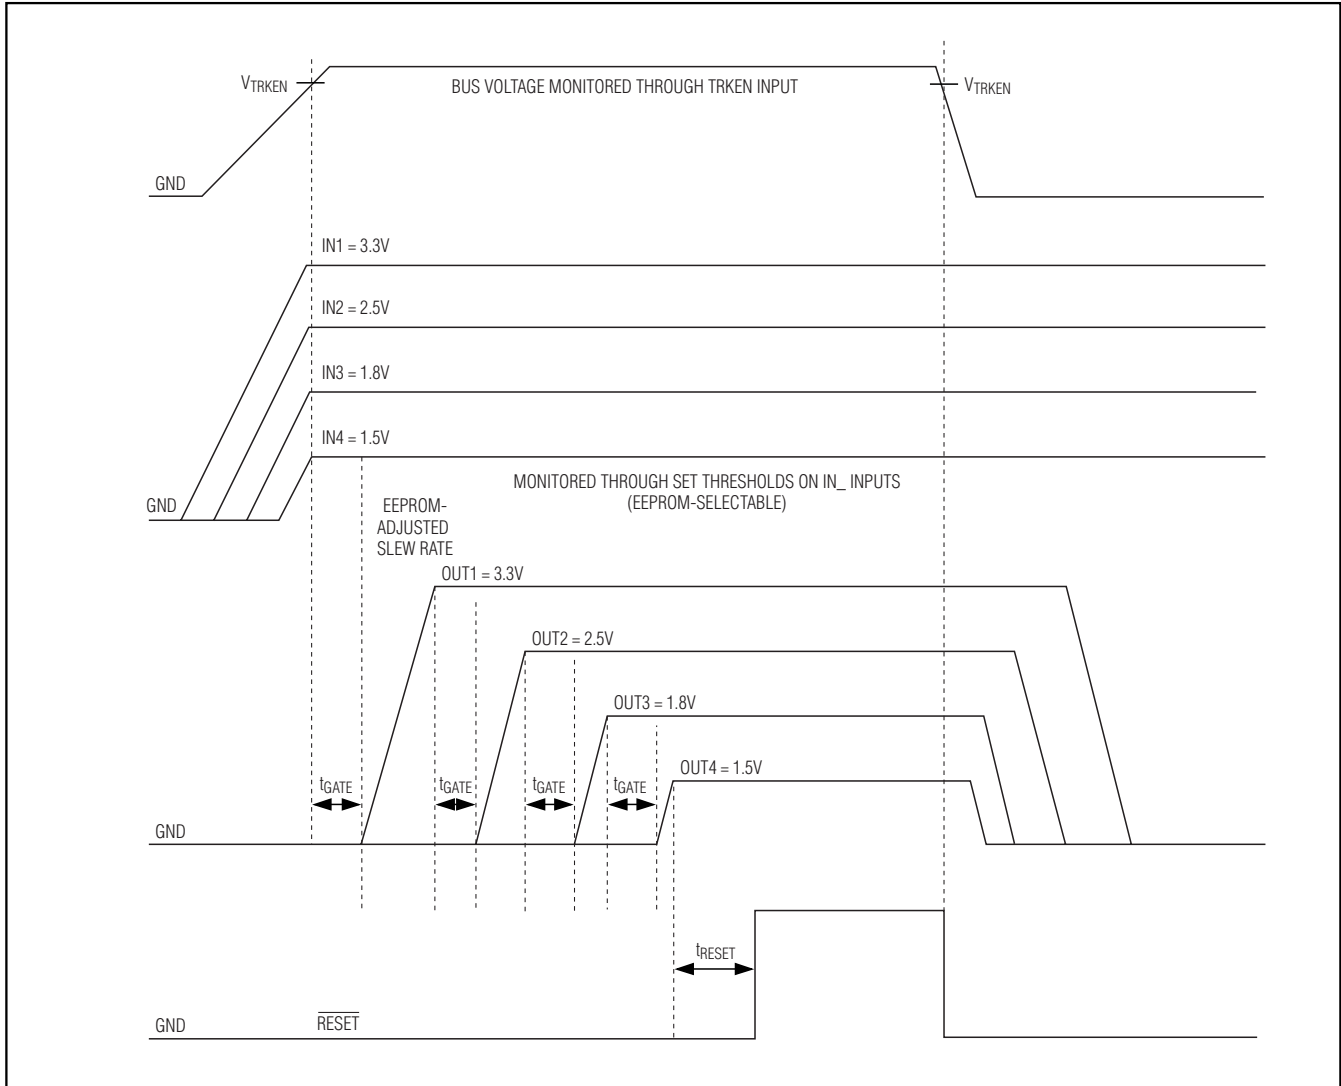 VTRKEN
BUS VOLTAGE MONITORED THROUGH TRKEN INPUT
VTRKEN
GND
IN1 = 3.3V
IN2 = 2.5V
IN3 = 1.8V
IN4 = 1.5V
MONITORED THROUGH SET THRESHOLDS ON IN_ INPUTS
(EEPROM-SELECTABLE)
GND
EEPROM-
ADJUSTED
SLEW RATE
OUT1 = 3.3V
OUT2 = 2.5V
OUT3 = 1.8V
OUT4 = 1.5V
tGATE
tGATE
tGATE
tGATE
GND
tRESET
GND
RESET